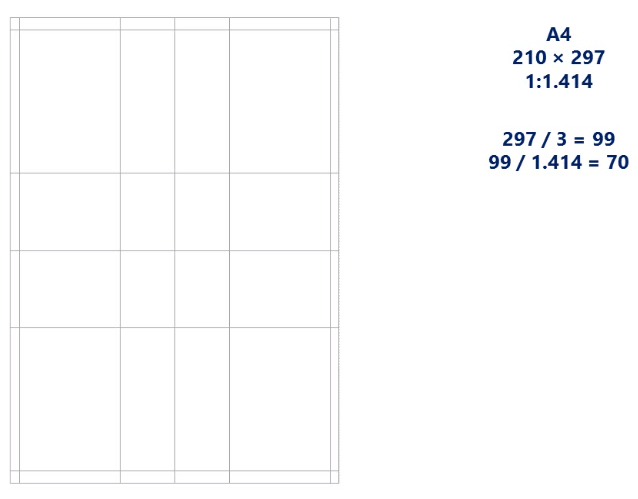 A4
210 × 297
1:1.414
297 / 3 = 99
99 / 1.414 = 70